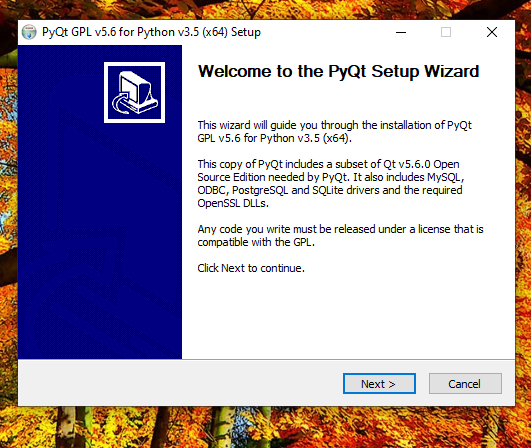 PyQt GPL v5.6 for Python v3.5 (x64) Setup
Welcome to the PyQt Setup Wizard
This wizard will guide you through the installation of PyQt
GPL v5.6 for Python v3.5 (x64).
This copy of PyQt includes a subset of Qt v5.6.0 Open
Source Edition needed by PyQt. It also includes MySQL,
ODBC, PostgreSQL and SQLite drivers and the required
OpenSSL DLLs.
Any code you write must be released under a license that is
compatible with the GPL.
Click Next to continue.
Next >
Cancel